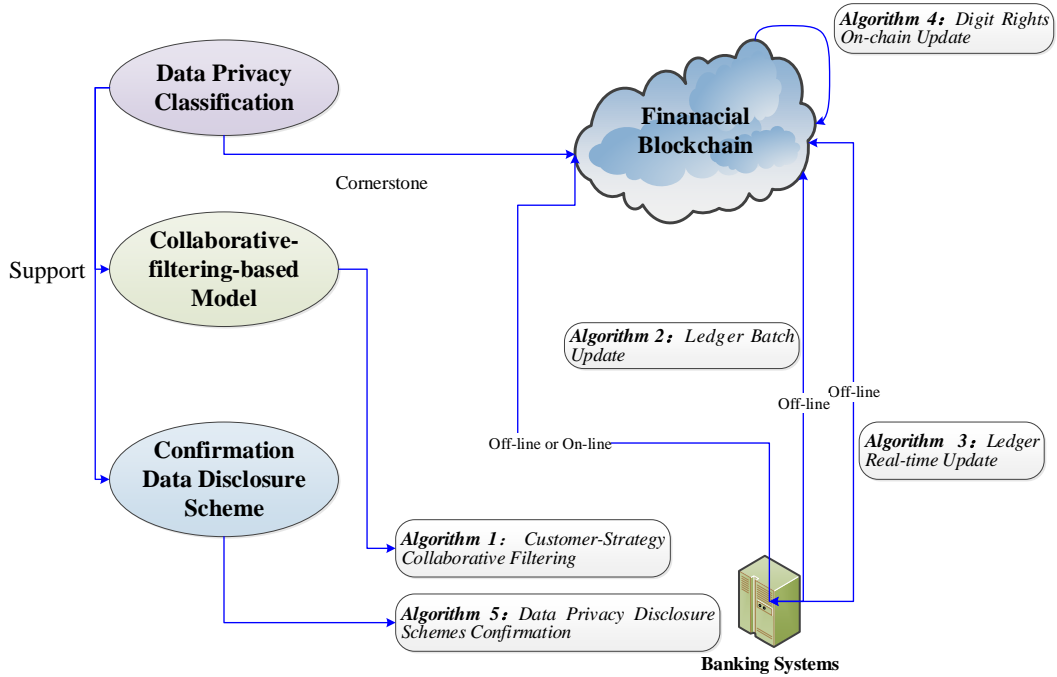 Algorithm 4：Digit Rights
On-chain Update
Data Privacy
Classification
Finanacial
Blockchain
Cornerstone
Support
Collaborative-
filtering-based
Model
Algorithm 2：Ledger Batch
Update
Off-line
Off-line
Confirmation
Data Disclosure
Scheme
Off-line or On-line
Algorithm 3：Ledger
Real-time Update
Algorithm 1： Customer-Strategy
Collaborative Filtering
Algorithm 5：Data Privacy Disclosure
Schemes Confirmation
Banking Systems